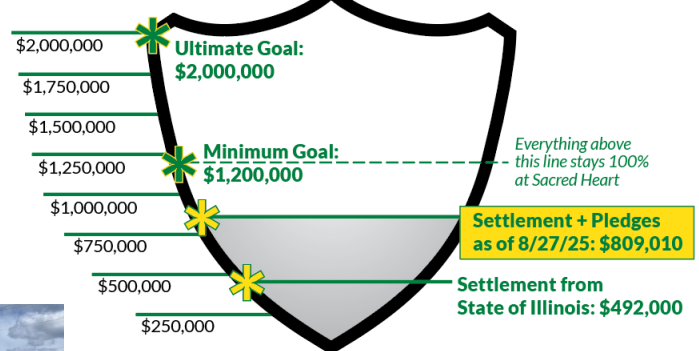 $2,000,000
Ultimate Goal:
$2,000,000
$1,750,000
$1,500,000
Minimum Goal:
$1,200,000
Everything above
this line stays 100%
at Sacred Heart
$1,250,000
$1,000,000
Settlement + Pledges
as of 8/27/25: $809,010
$750,000
$500,000
Settlement from
State of Illinois: $492,000
$250,000